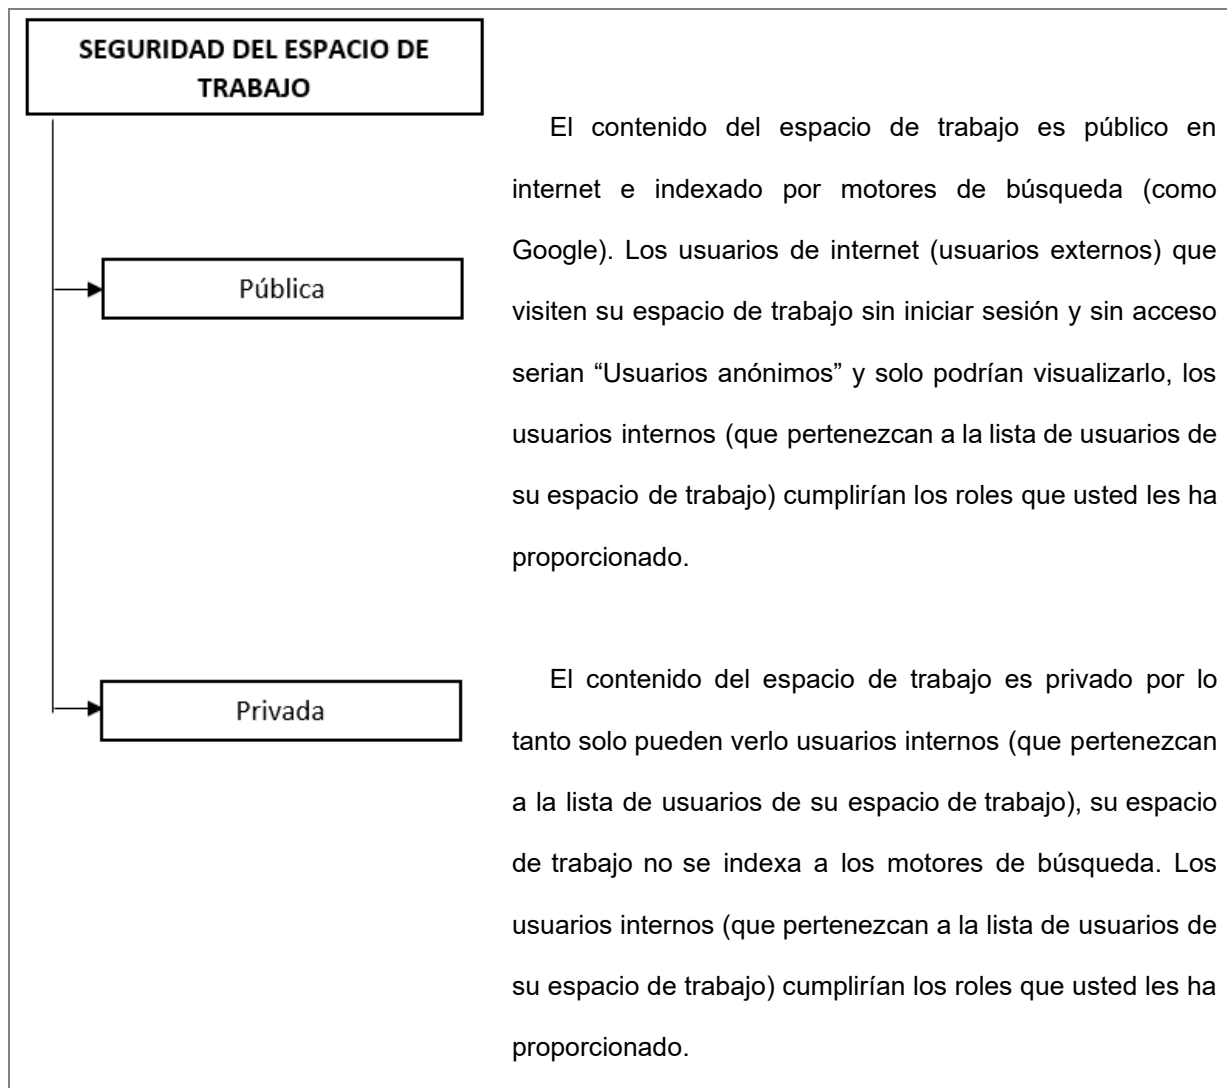 SEGURIDAD DEL ESPACIO DE
TRABAJO
Pública
El contenido del espacio de trabajo es público en
internet e indexado por motores de búsqueda (como
Google). Los usuarios de internet (usuarios externos) que
visiten su espacio de trabajo sin iniciar sesión y sin acceso
serian “Usuarios anónimos” y solo podrían visualizarlo, los
usuarios internos (que pertenezcan a la lista de usuarios de
su espacio de trabajo) cumplirían los roles que usted les ha
proporcionado.
Privada
El contenido del espacio de trabajo es privado por lo
tanto solo pueden verlo usuarios internos (que pertenezcan
a la lista de usuarios de su espacio de trabajo), su espacio
de trabajo no se indexa a los motores de búsqueda. Los
usuarios internos (que pertenezcan a la lista de usuarios de
su espacio de trabajo) cumplirían los roles que usted les ha
proporcionado.